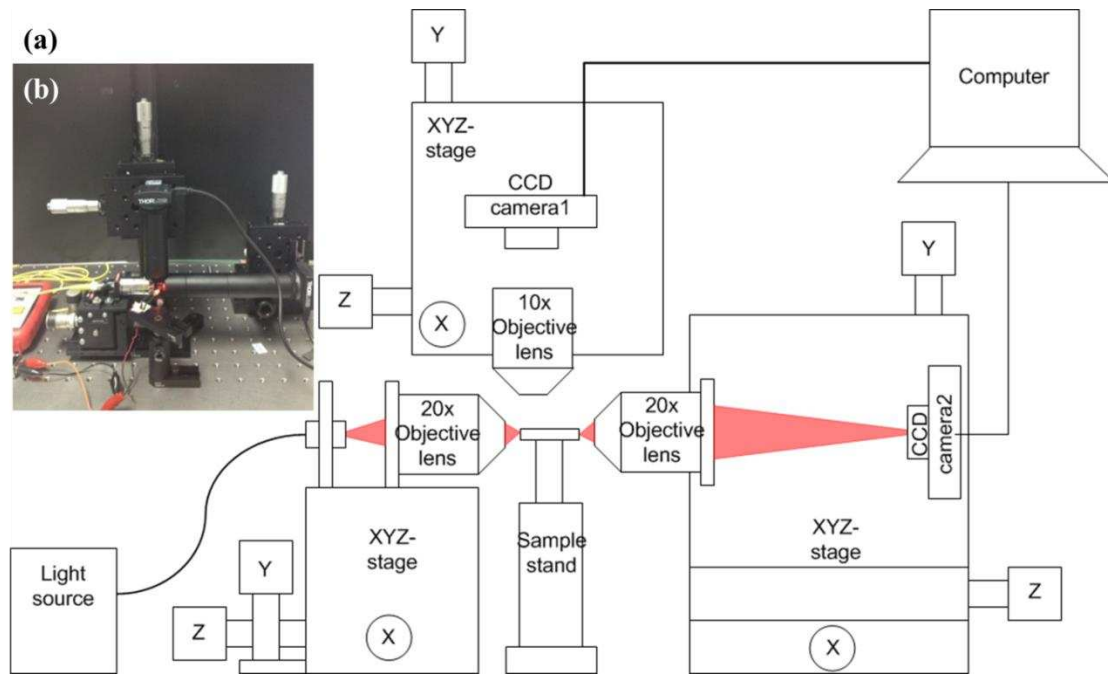 (a)
(b)
Y
XYZ-
stage
CCD
camera1
Z
X
10x
Objective
lens
Computer
Y
20x
Objective
lens
20x
Objective
lens
CCD
camera2
XYZ-
stage
Z
X
Light
source
Y
Z
XYZ-
stage
X
Sample
stand